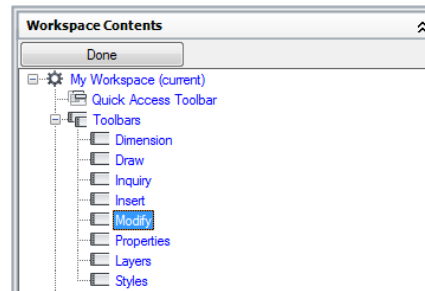 Workspace Contents
Done
My Workspace (current)
Quick Access Toolbar
Toolbars
Dimension
Draw
Inquiry
Insert
Modify
Properties
Layers
Styles